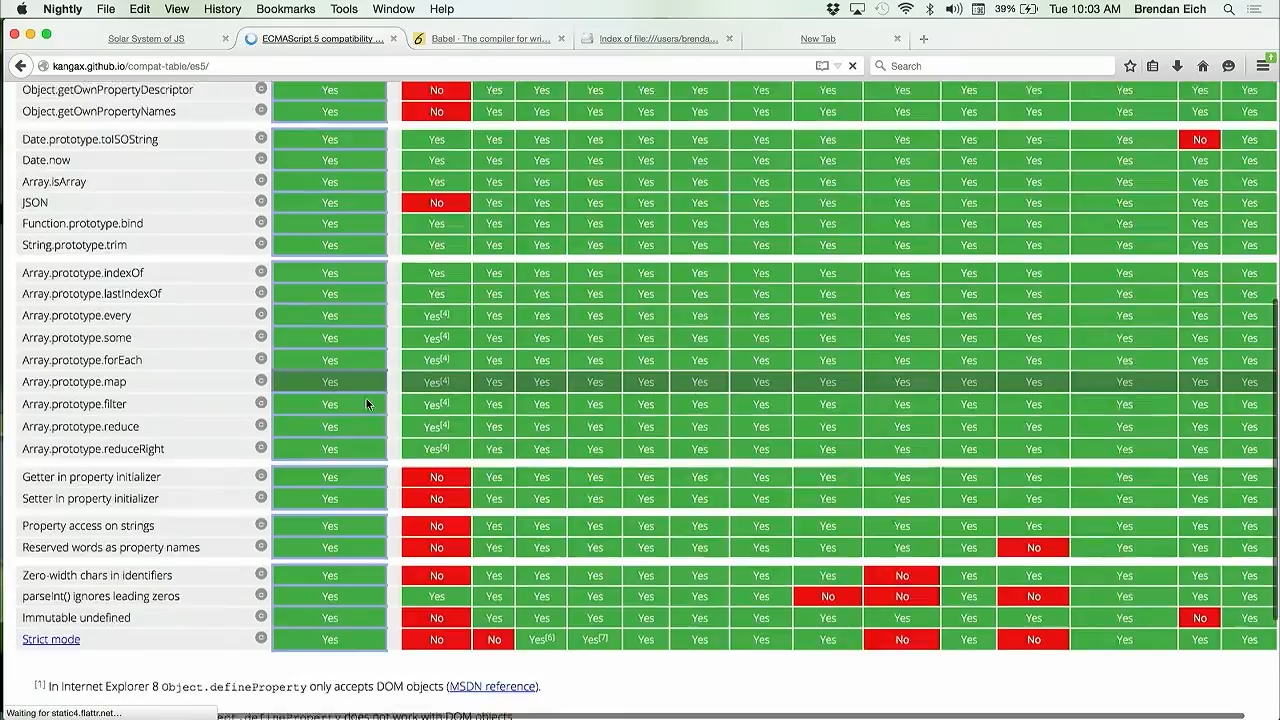 Nightly File Edit View History Bookmarks Tools Window Help 39% Tue 10:03 AM Brendan Eich
Solar System of JS × ECMAScript 5 compatibility ... × Babel - The compiler for wri... × Index of file:///users/brenda... × New Tab × +
kangax.github.io/compat-table/es5/ Search
Object.getOwnPropertyDescriptor c Yes No Yes Yes Yes Yes Yes Yes Yes Yes Yes Yes Yes Yes Yes
Object.getOwnPropertyNames c Yes No Yes Yes Yes Yes Yes Yes Yes Yes Yes Yes Yes Yes Yes
Date.prototype.toISOString c Yes Yes Yes Yes Yes Yes Yes Yes Yes Yes Yes Yes Yes No Yes
Date.now c Yes Yes Yes Yes Yes Yes Yes Yes Yes Yes Yes Yes Yes Yes
Array.isArray c Yes Yes Yes Yes Yes Yes Yes Yes Yes Yes Yes Yes Yes Yes
JSON c Yes No Yes Yes Yes Yes Yes Yes Yes Yes Yes Yes Yes Yes
Function.prototype.bind c Yes Yes Yes Yes Yes Yes Yes Yes Yes Yes Yes Yes Yes Yes
String.prototype.trim c Yes Yes Yes Yes Yes Yes Yes Yes Yes Yes Yes Yes Yes Yes
Array.prototype.indexOf c Yes Yes Yes Yes Yes Yes Yes Yes Yes Yes Yes Yes Yes Yes
Array.prototype.lastIndexOf c Yes Yes Yes Yes Yes Yes Yes Yes Yes Yes Yes Yes Yes Yes
Array.prototype.every c Yes Yes[4] Yes Yes Yes Yes Yes Yes Yes Yes Yes Yes Yes Yes
Array.prototype.some c Yes Yes[4] Yes Yes Yes Yes Yes Yes Yes Yes Yes Yes Yes Yes
Array.prototype.forEach c Yes Yes[4] Yes Yes Yes Yes Yes Yes Yes Yes Yes Yes Yes Yes
Array.prototype.map c Yes Yes[4] Yes Yes Yes Yes Yes Yes Yes Yes Yes Yes Yes Yes
Array.prototype.filter c Yes Yes[4] Yes Yes Yes Yes Yes Yes Yes Yes Yes Yes Yes Yes
Array.prototype.reduce c Yes Yes[4] Yes Yes Yes Yes Yes Yes Yes Yes Yes Yes Yes Yes
Array.prototype.reduceRight c Yes Yes[4] Yes Yes Yes Yes Yes Yes Yes Yes Yes Yes Yes Yes
Getter in property initializer c Yes No Yes Yes Yes Yes Yes Yes Yes Yes Yes Yes Yes Yes
Setter in property initializer c Yes No Yes Yes Yes Yes Yes Yes Yes Yes Yes Yes Yes Yes
Property access on strings c Yes No Yes Yes Yes Yes Yes Yes Yes Yes Yes Yes Yes Yes
Reserved words as property names c Yes No Yes Yes Yes Yes Yes Yes Yes Yes No Yes Yes Yes
Zero-width chars in identifiers c Yes No Yes Yes Yes Yes Yes Yes No Yes Yes Yes Yes Yes
parseInt() ignores leading zeros c Yes Yes Yes Yes Yes Yes Yes No No Yes No Yes Yes Yes
Immutable undefined c Yes No Yes Yes Yes Yes Yes Yes Yes Yes Yes Yes No Yes
Strict mode c Yes No No Yes[6] Yes[7] Yes Yes Yes Yes No Yes No Yes Yes Yes
[1] In Internet Explorer 8 Object.defineProperty only accepts DOM objects (MSDN reference).
Waiting for static4.flattr.net... ect.defineProperty does not work with DOM objects